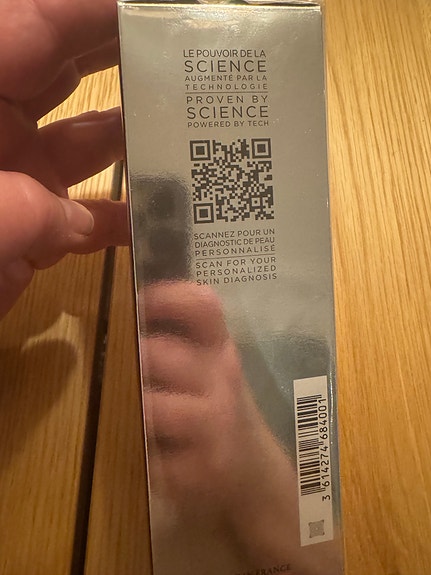 LE POUVOIR DE LA
SCIENCE
AUGMENTÉ PAR LA
TECHNOLOGIE
PROVEN BY
SCIENCE
POWERED BY TECH
SCANNEZ POUR UN
DIAGNOSTIC DE PEAU
PERSONNALISÉ
SCAN FOR YOUR
PERSONALIZED
SKIN DIAGNOSIS
3 614274 684001
FRANCE